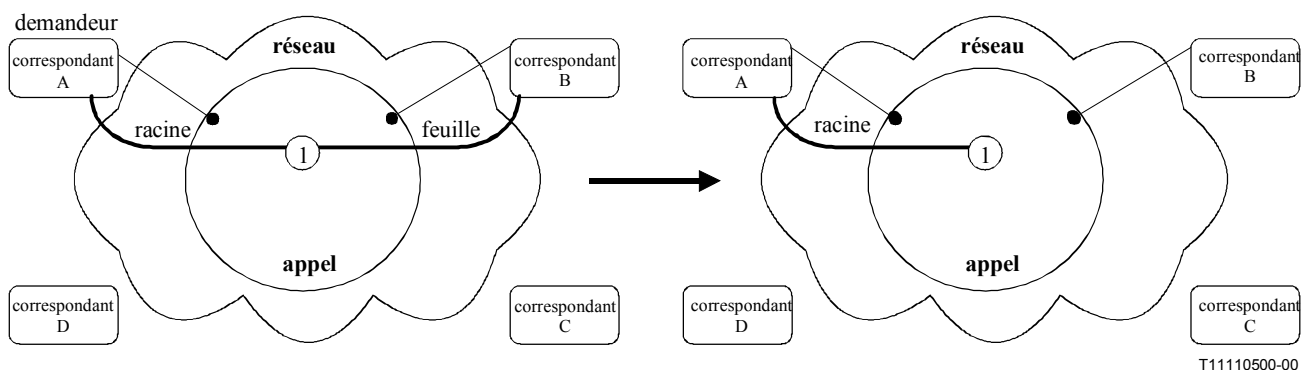 demandeur
correspondant
A
réseau
correspondant
B
racine
feuille
1
appel
correspondant
D
correspondant
C
correspondant
A
réseau
correspondant
B
racine
1
appel
correspondant
D
correspondant
C
T11110500-00